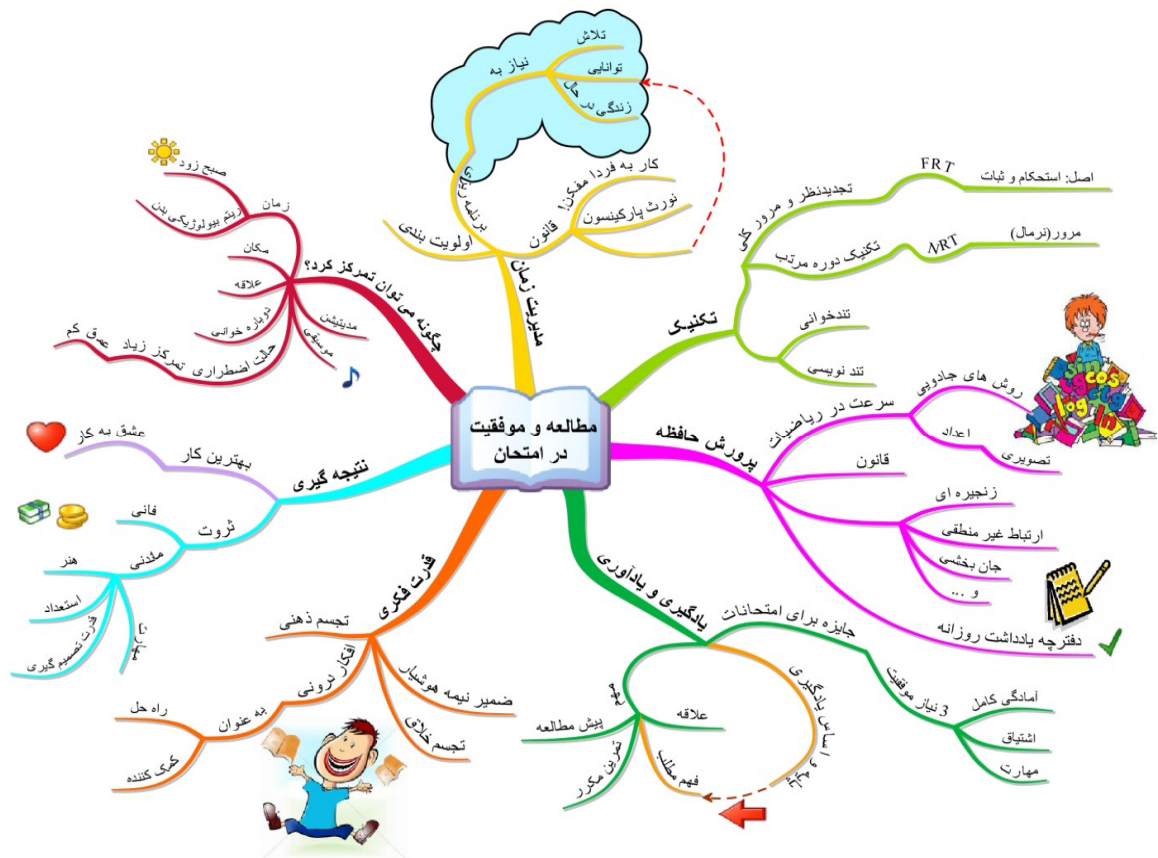 مطالعه و موفقیت
در امتحان
مدیریت زمان
برنامه ریزی
نیاز به
تلاش
توانایی
زندگی در حال
اولویت بندی
قانون
کار به فردا مفکن!
نورث پارکینسون
تکنیک
تجدیدنظر و مرور کلی
FRT
اصل: استحکام و ثبات
تکنیک دوره مرتب
NRT
مرور(نرمال)
تندخوانی
تند نویسی
پرورش حافظه
سرعت در ریاضیات
روش های جادویی
اعداد
تصویری
قانون
زنجیره ای
ارتباط غیر منطقی
جان بخشی
و ...
دفترچه یادداشت روزانه
sin
cos
log
ln
یادگیری و یادآوری
جایزه برای امتحانات
3 نیاز موفقیت
آمادگی کامل
اشتیاق
مهارت
پایه و اساس یادگیری
علاقه
پیش مطالعه
تمرین مکرر
فهم مطلب
قدرت فکری
تجسم ذهنی
افکار درونی
به عنوان
راه حل
کمک کننده
ضمیر نیمه هوشیار
تجسم خلاق
نتیجه گیری
بهترین کار
عشق به کار
ثروت
فانی
ماندنی
هنر
استعداد
قدرت تصمیم گیری
مهارت
چگونه می توان تمرکز کرد؟
زمان
صبح زود
ریتم بیولوژیکی بدن
مکان
علاقه
دوباره خوانی
حالت اضطراری
تمرکز زیاد
عمق کم
موسیقی
مدیتیشن